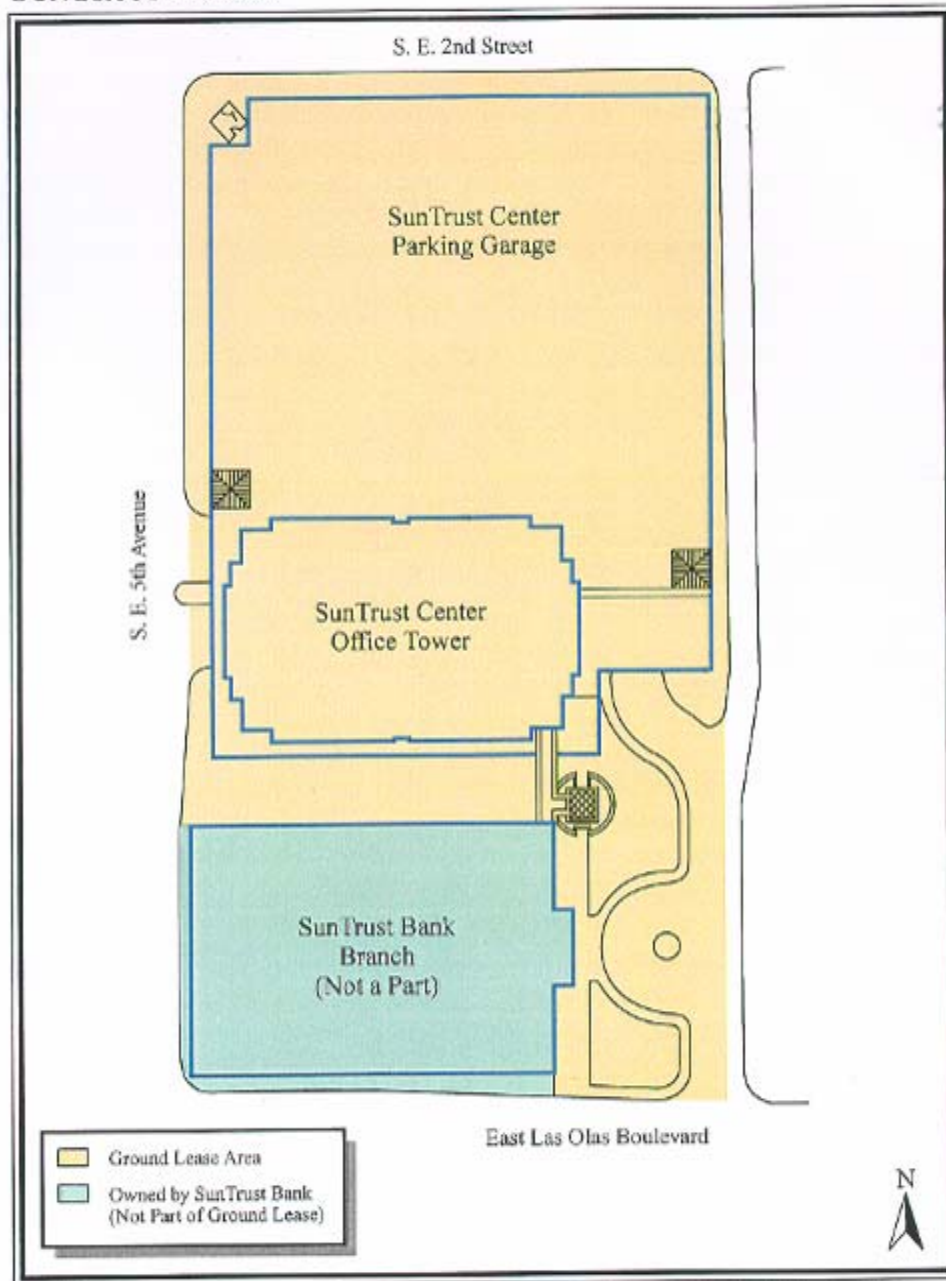 S. E. 2nd Street
SunTrust Center
Parking Garage
S. E. 5th Avenue
SunTrust Center
Office Tower
SunTrust Bank
Branch
(Not a Part)
East Las Olas Boulevard
Ground Lease Area
Owned by SunTrust Bank
(Not Part of Ground Lease)
N